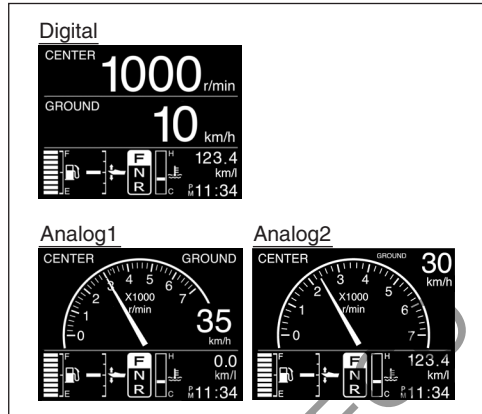 Digital
CENTER
1000 r/min
GROUND
10 km/h
F
E
F
N
R
H
C
123.4
km/l
PM 11:34
Analog1
CENTER GROUND
0 1 2 3 4 5 6 7
X1000
r/min
35
km/h
F
E
F
N
R
H
C
0.0
km/l
PM 11:34
Analog2
CENTER GROUND 30
km/h
0 1 2 3 4 5 6 7
X1000
r/min
F
E
F
N
R
H
C
123.4
km/l
PM 11:34